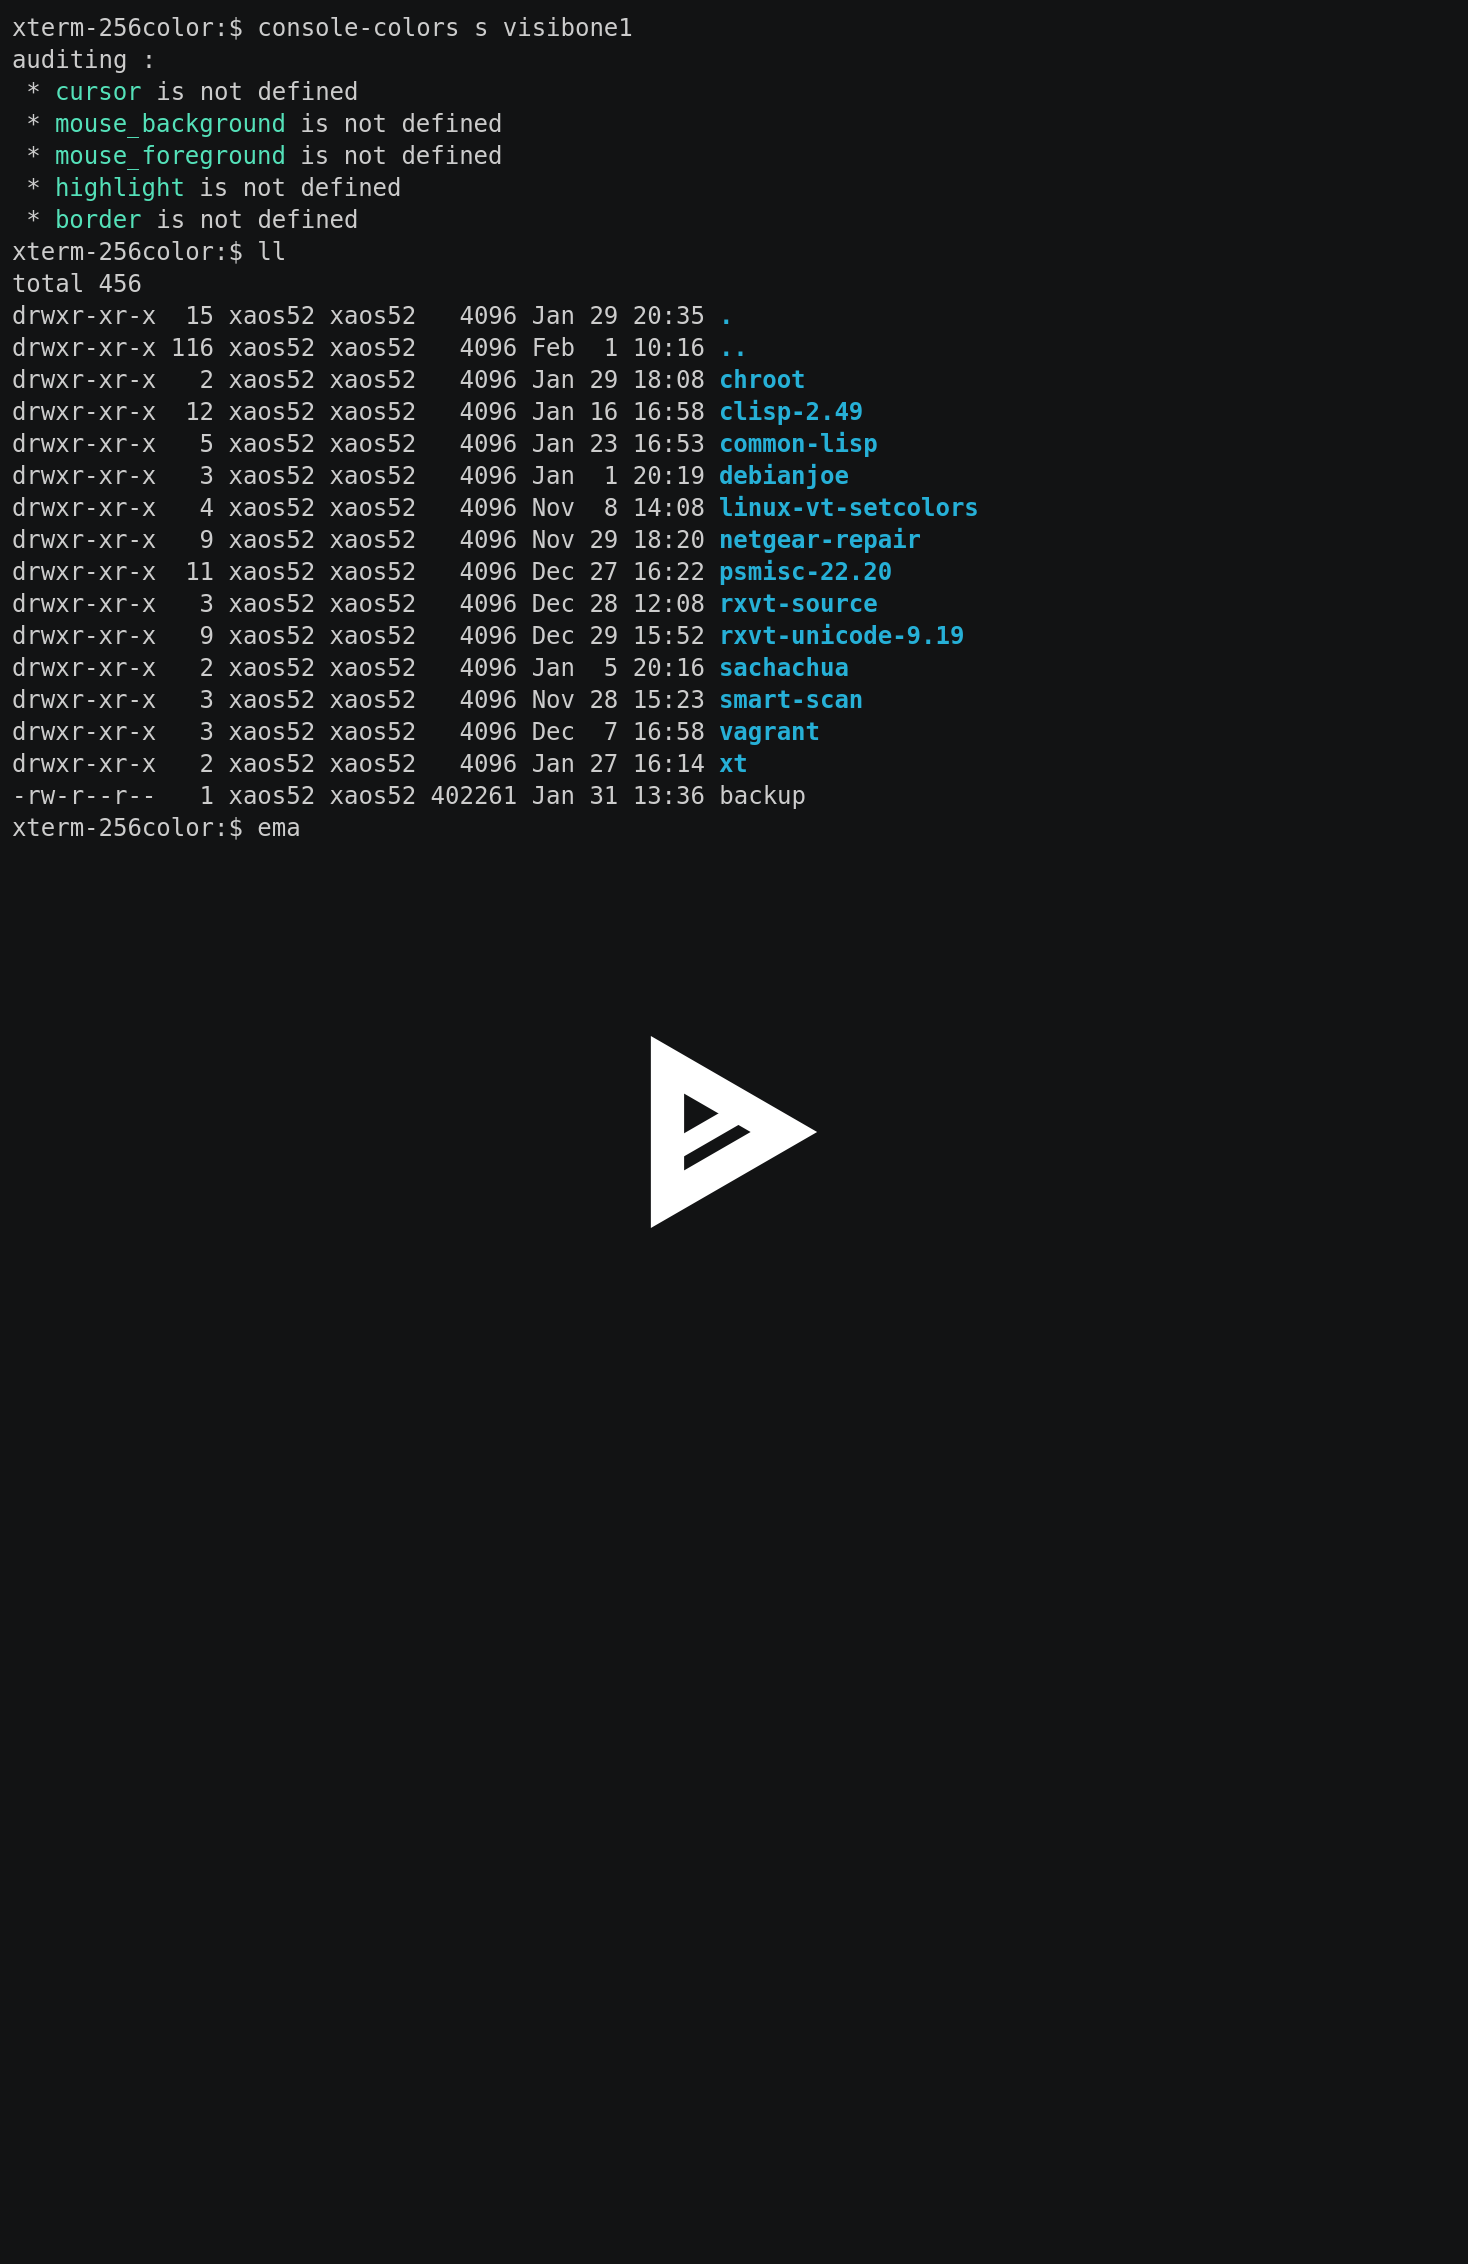 xterm-256color:$ console-colors s visibone1
auditing :
 * cursor is not defined
 * mouse_background is not defined
 * mouse_foreground is not defined
 * highlight is not defined
 * border is not defined
xterm-256color:$ ll
total 456
drwxr-xr-x  15 xaos52 xaos52   4096 Jan 29 20:35 .
drwxr-xr-x 116 xaos52 xaos52   4096 Feb  1 10:16 ..
drwxr-xr-x   2 xaos52 xaos52   4096 Jan 29 18:08 chroot
drwxr-xr-x  12 xaos52 xaos52   4096 Jan 16 16:58 clisp-2.49
drwxr-xr-x   5 xaos52 xaos52   4096 Jan 23 16:53 common-lisp
drwxr-xr-x   3 xaos52 xaos52   4096 Jan  1 20:19 debianjoe
drwxr-xr-x   4 xaos52 xaos52   4096 Nov  8 14:08 linux-vt-setcolors
drwxr-xr-x   9 xaos52 xaos52   4096 Nov 29 18:20 netgear-repair
drwxr-xr-x  11 xaos52 xaos52   4096 Dec 27 16:22 psmisc-22.20
drwxr-xr-x   3 xaos52 xaos52   4096 Dec 28 12:08 rxvt-source
drwxr-xr-x   9 xaos52 xaos52   4096 Dec 29 15:52 rxvt-unicode-9.19
drwxr-xr-x   2 xaos52 xaos52   4096 Jan  5 20:16 sachachua
drwxr-xr-x   3 xaos52 xaos52   4096 Nov 28 15:23 smart-scan
drwxr-xr-x   3 xaos52 xaos52   4096 Dec  7 16:58 vagrant
drwxr-xr-x   2 xaos52 xaos52   4096 Jan 27 16:14 xt
-rw-r--r--   1 xaos52 xaos52 402261 Jan 31 13:36 backup
xterm-256color:$ ema